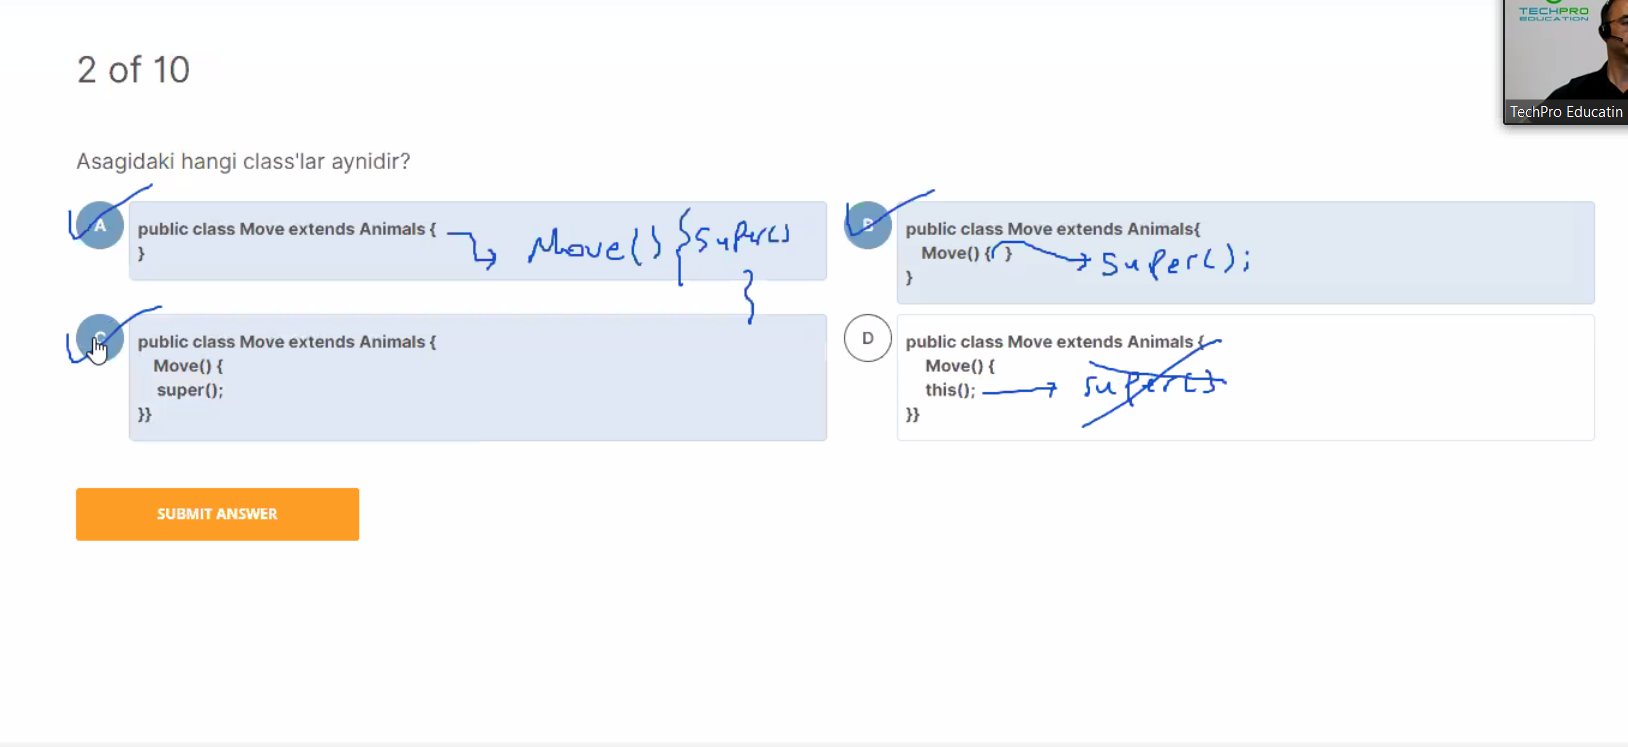 TECHPRO
EDUCATION
TechPro Educatin
2 of 10
Asagidaki hangi class'lar aynidir?
A
public class Move extends Animals {
}
Move() { super()
}
B
public class Move extends Animals{
Move() { }
}
super();
C
public class Move extends Animals {
Move() {
super();
}}
D
public class Move extends Animals {
Move() {
this();
}}
super()
SUBMIT ANSWER